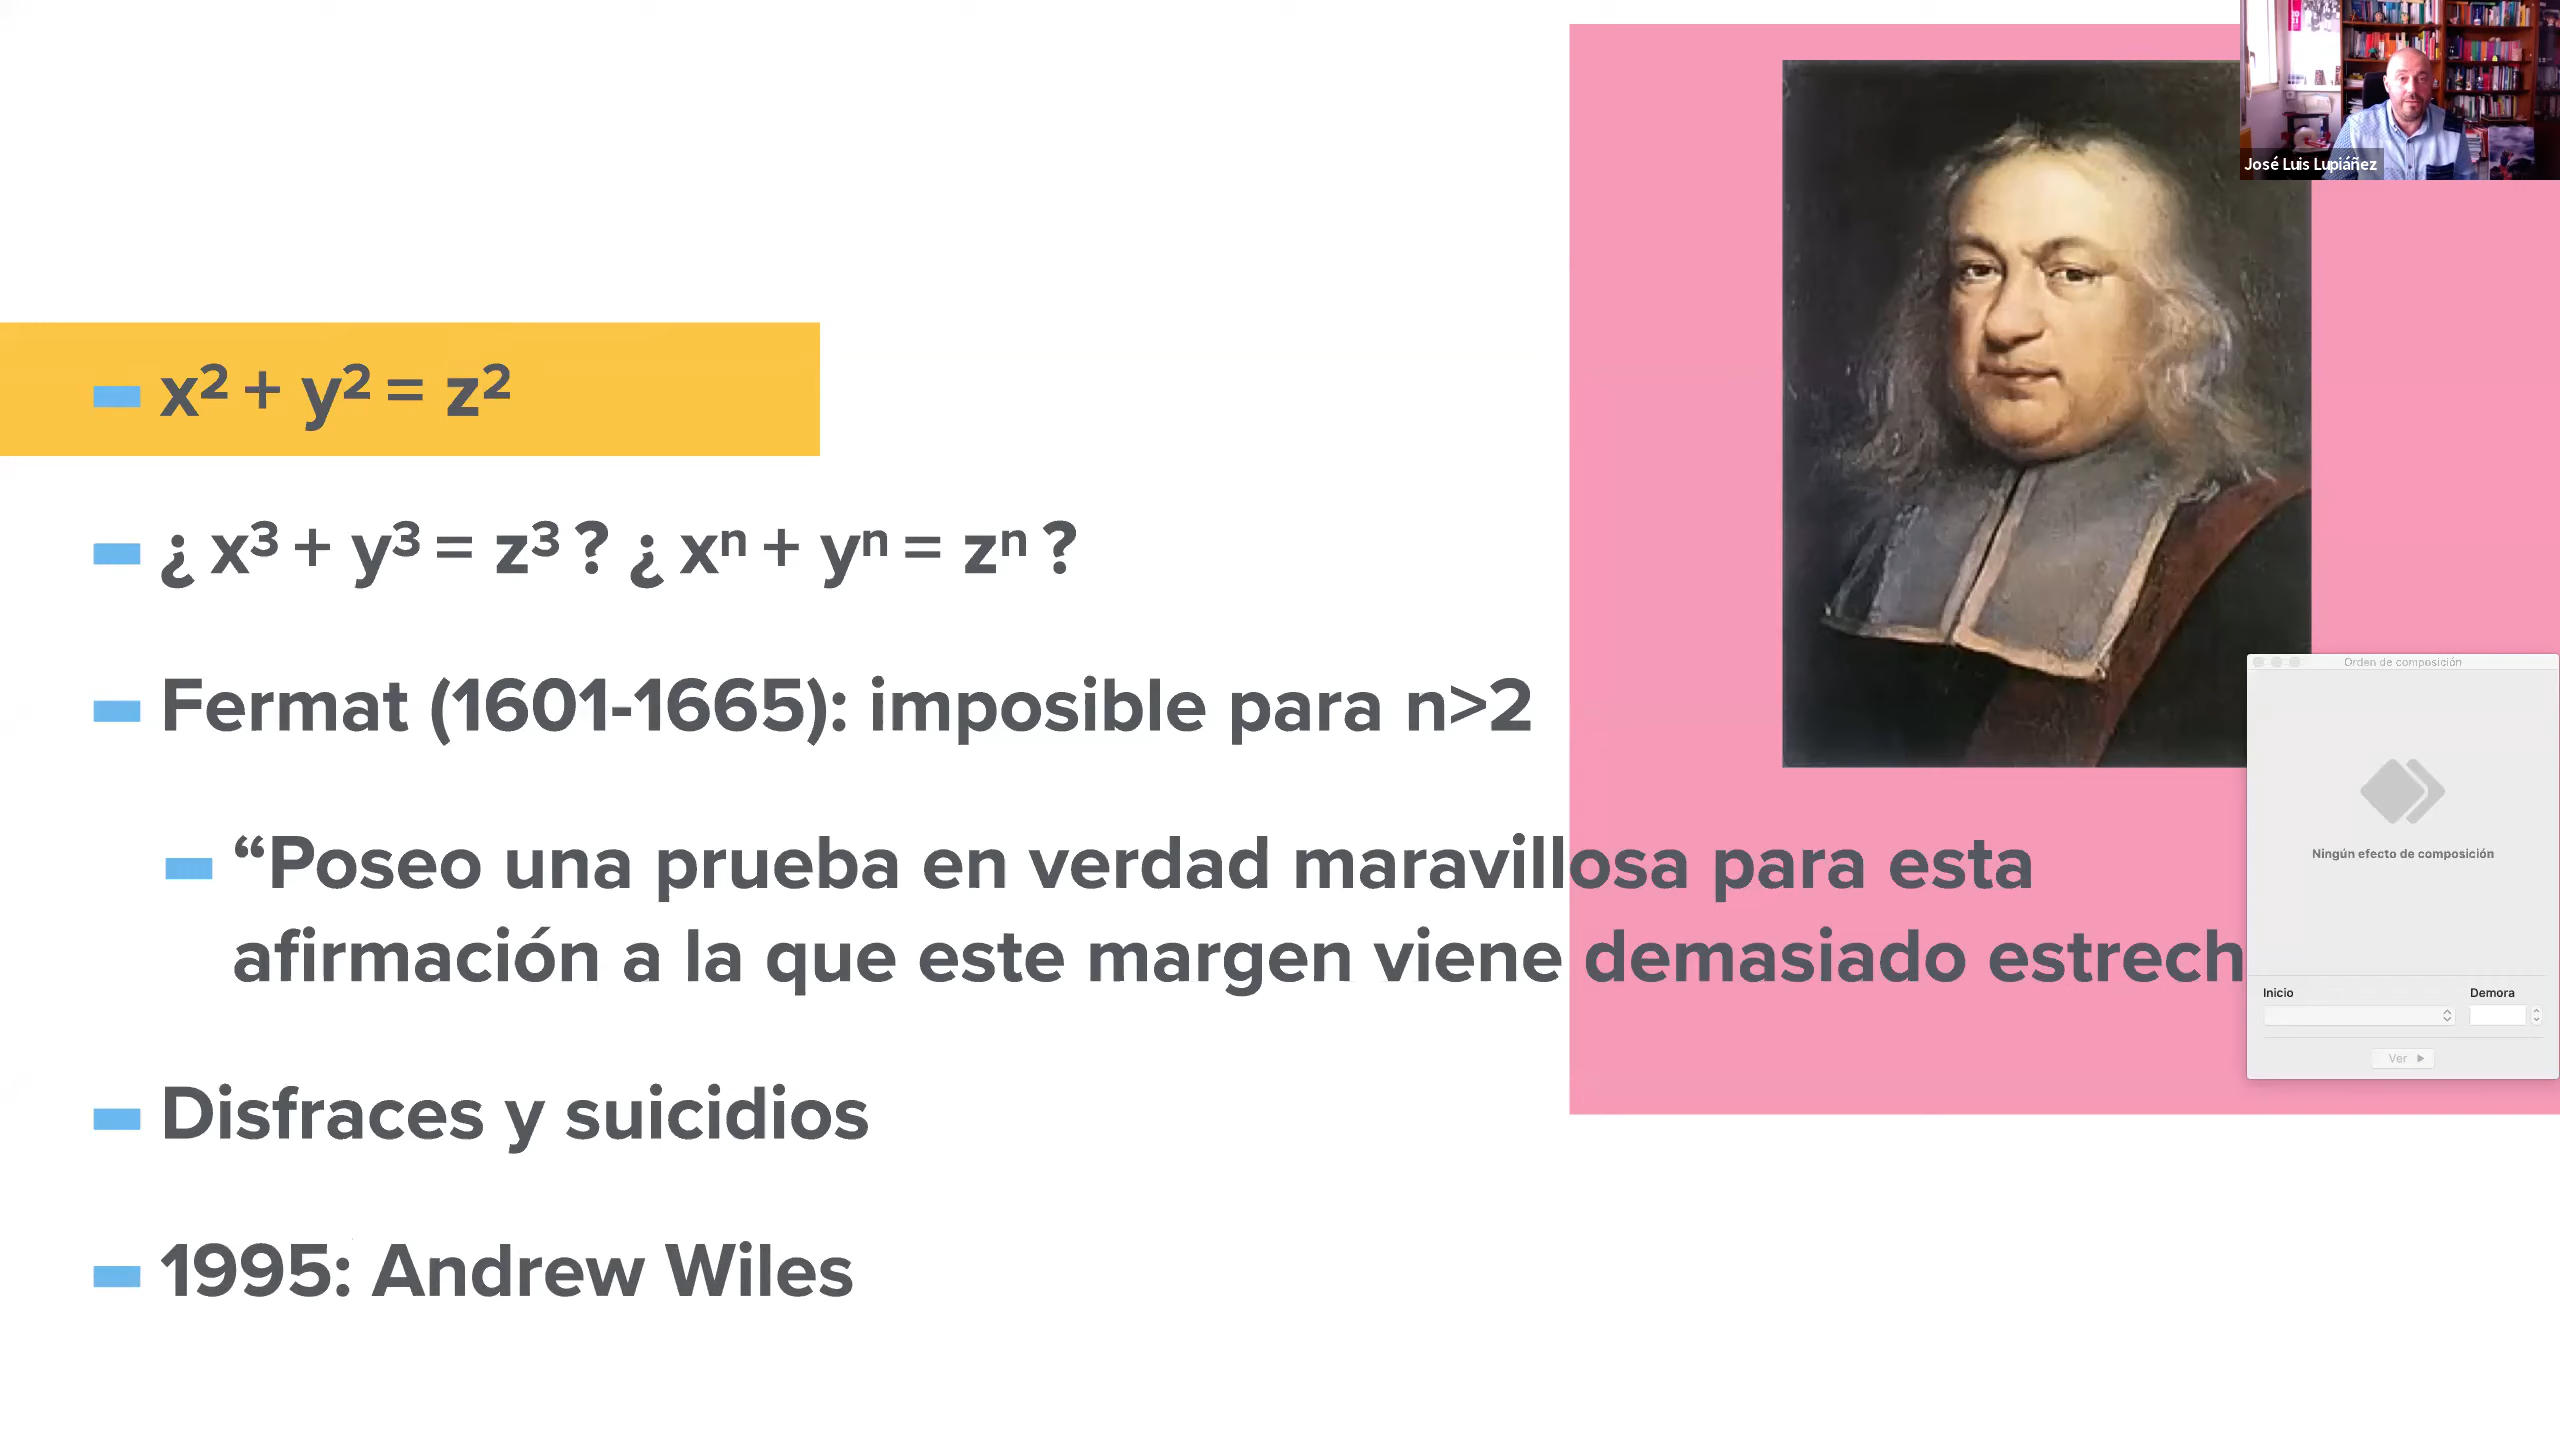 José Luis Lupiáñez
x² + y² = z²
¿ x³ + y³ = z³ ? ¿ xⁿ + yⁿ = zⁿ ?
Fermat (1601-1665): imposible para n>2
“Poseo una prueba en verdad maravillosa para esta
afirmación a la que este margen viene demasiado estrech
Disfraces y suicidios
1995: Andrew Wiles
Orden de composición
Ningún efecto de composición
Inicio Demora
Ver